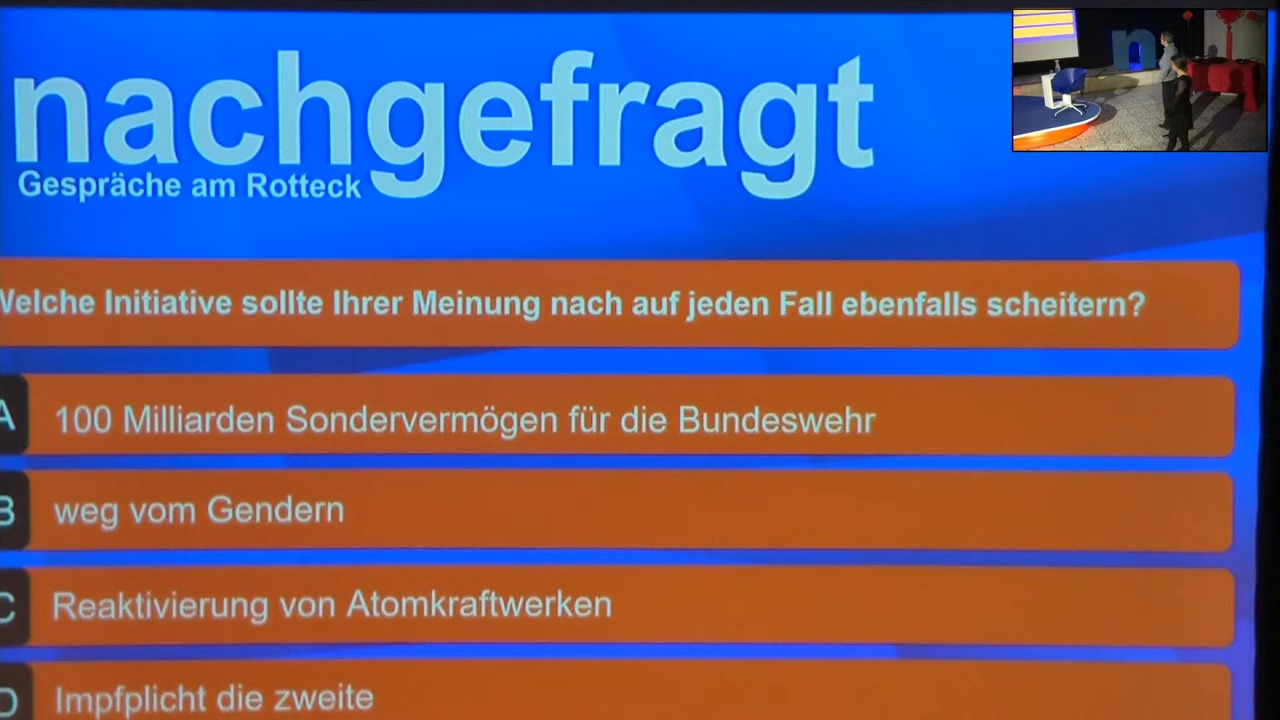 nachgefragt
Gespräche am Rotteck
Welche Initiative sollte Ihrer Meinung nach auf jeden Fall ebenfalls scheitern?
A 100 Milliarden Sondervermögen für die Bundeswehr
B weg vom Gendern
C Reaktivierung von Atomkraftwerken
D Impfplicht die zweite
n